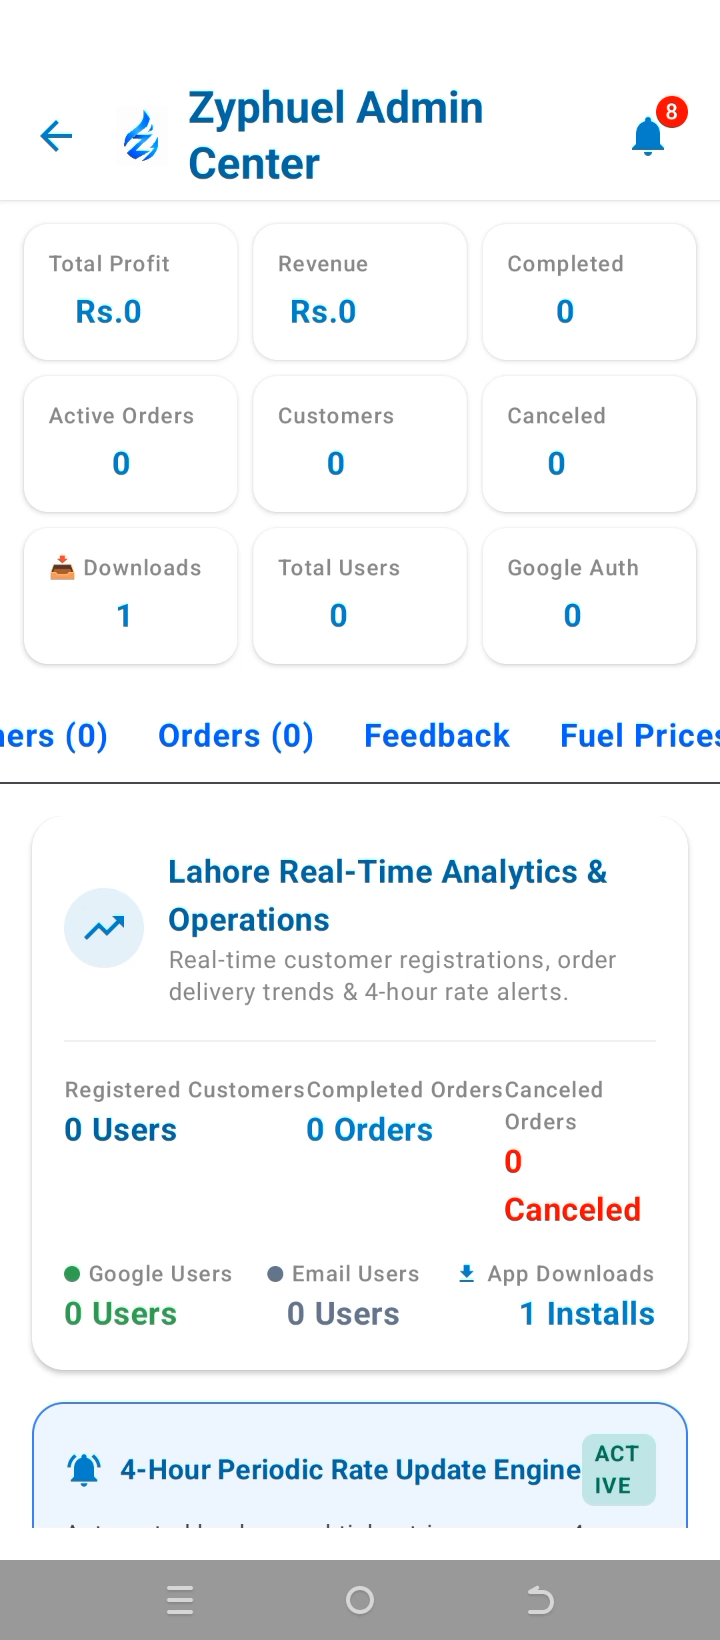 Zyphuel Admin
Center
8
Total Profit
Rs.0
Revenue
Rs.0
Completed
0
Active Orders
0
Customers
0
Canceled
0
Downloads
1
Total Users
0
Google Auth
0
ers (0) Orders (0) Feedback Fuel Prices
Lahore Real-Time Analytics &
Operations
Real-time customer registrations, order
delivery trends & 4-hour rate alerts.
Registered Customers
0 Users
Completed Orders
0 Orders
Canceled
Orders
0
Canceled
Google Users
0 Users
Email Users
0 Users
App Downloads
1 Installs
4-Hour Periodic Rate Update Engine
ACT
IVE